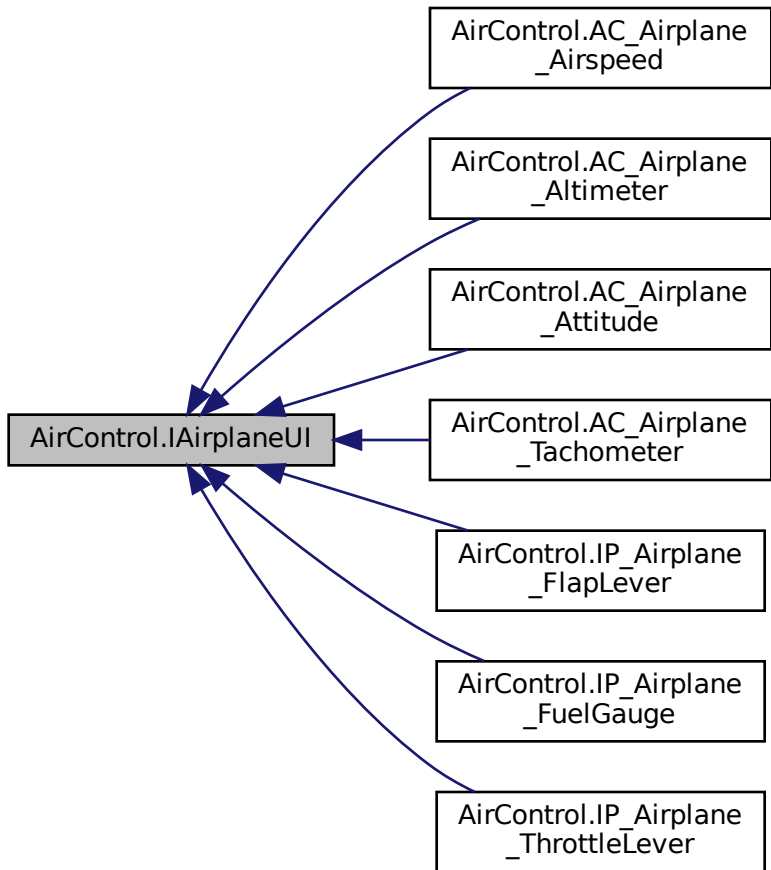 AirControl.AC_Airplane
_Airspeed
AirControl.AC_Airplane
_Altimeter
AirControl.AC_Airplane
_Attitude
AirControl.IAirplaneUI
AirControl.AC_Airplane
_Tachometer
AirControl.IP_Airplane
_FlapLever
AirControl.IP_Airplane
_FuelGauge
AirControl.IP_Airplane
_ThrottleLever